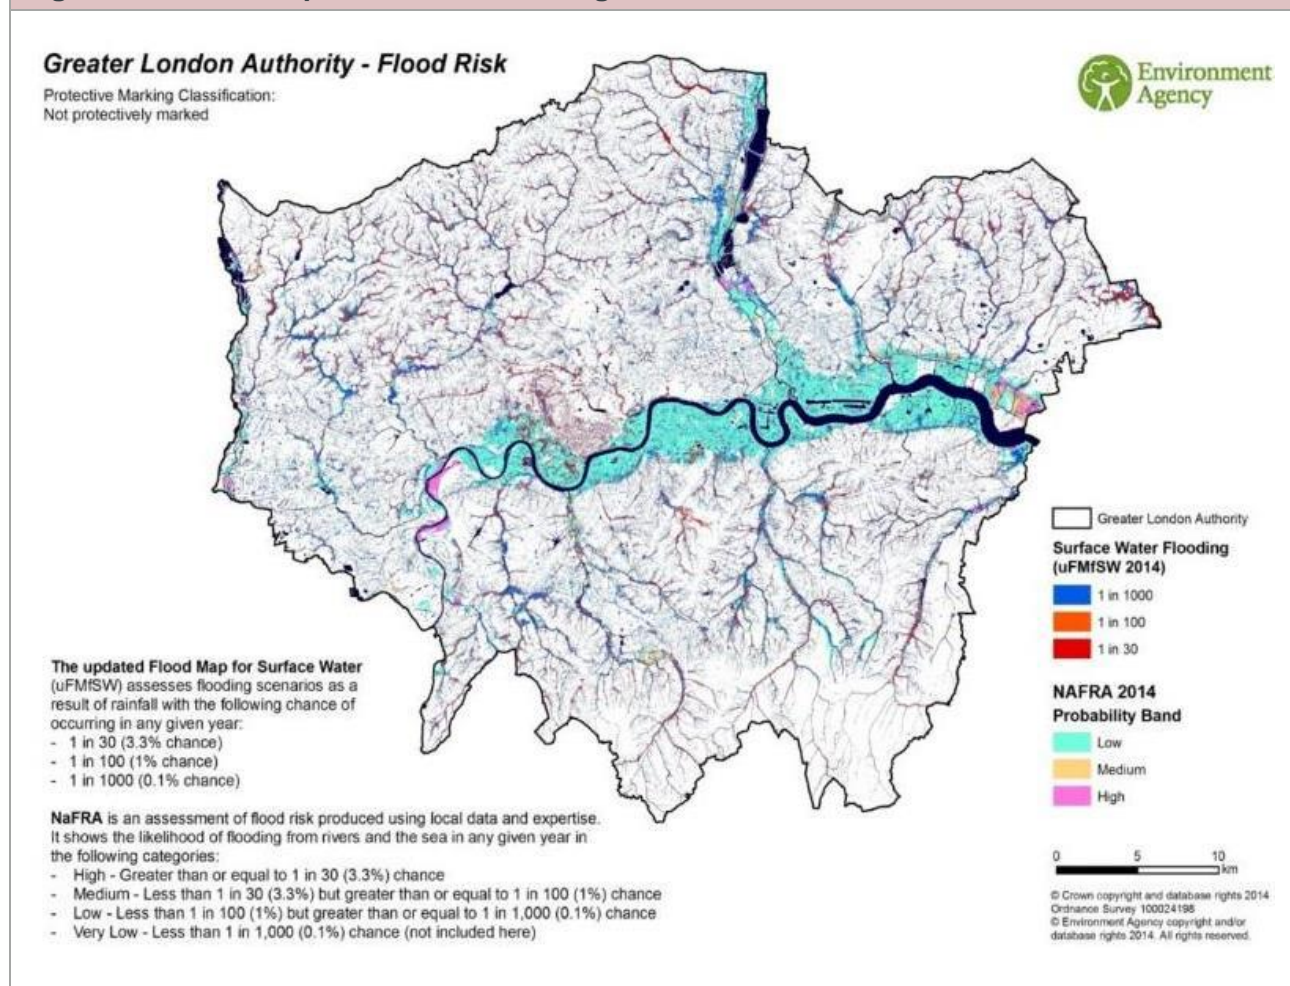 Greater London Authority - Flood Risk
Protective Marking Classification:
Not protectively marked
Environment
Agency
Greater London Authority
Surface Water Flooding
(uFMfSW 2014)
1 in 1000
1 in 100
1 in 30
NAFRA 2014
Probability Band
Low
Medium
High
The updated Flood Map for Surface Water
(uFMfSW) assesses flooding scenarios as a
result of rainfall with the following chance of
occurring in any given year:
- 1 in 30 (3.3% chance)
- 1 in 100 (1% chance)
- 1 in 1000 (0.1% chance)
NaFRA is an assessment of flood risk produced using local data and expertise.
It shows the likelihood of flooding from rivers and the sea in any given year in
the following categories:
- High - Greater than or equal to 1 in 30 (3.3%) chance
- Medium - Less than 1 in 30 (3.3%) but greater than or equal to 1 in 100 (1%) chance
- Low - Less than 1 in 100 (1%) but greater than or equal to 1 in 1,000 (0.1%) chance
- Very Low - Less than 1 in 1,000 (0.1%) chance (not included here)
0 5 10
km
© Crown copyright and database rights 2014
Ordnance Survey 100024198
© Environment Agency copyright and/or
database rights 2014. All rights reserved.